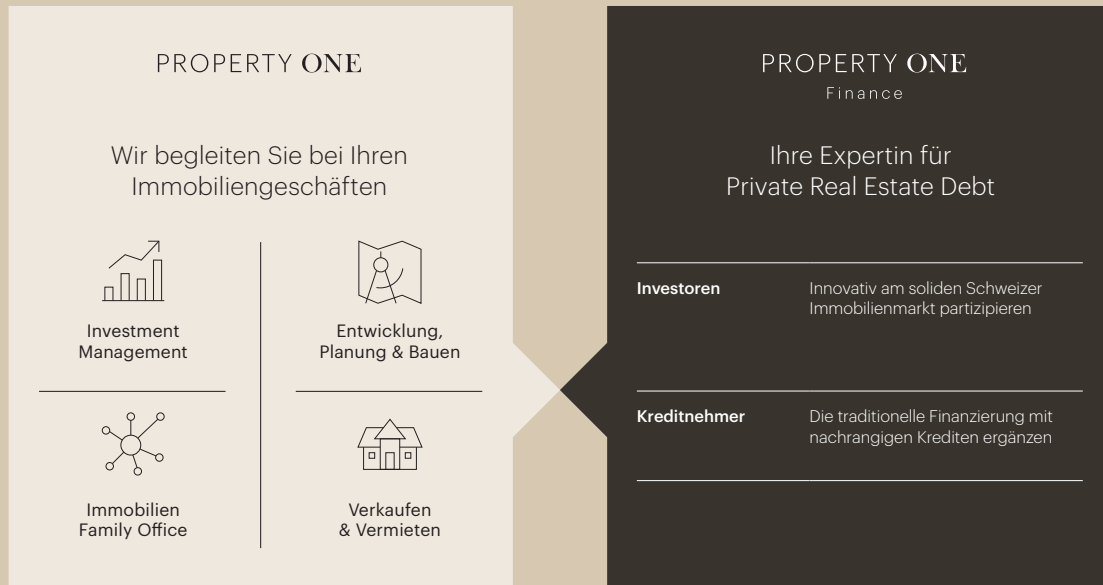 PROPERTY ONE
Wir begleiten Sie bei Ihren
Immobiliengeschäften
Investment
Management
Entwicklung,
Planung & Bauen
Immobilien
Family Office
Verkaufen
& Vermieten
PROPERTY ONE
Finance
Ihre Expertin für
Private Real Estate Debt
Investoren
Innovativ am soliden Schweizer
Immobilienmarkt partizipieren
Kreditnehmer
Die traditionelle Finanzierung mit
nachrangigen Krediten ergänzen